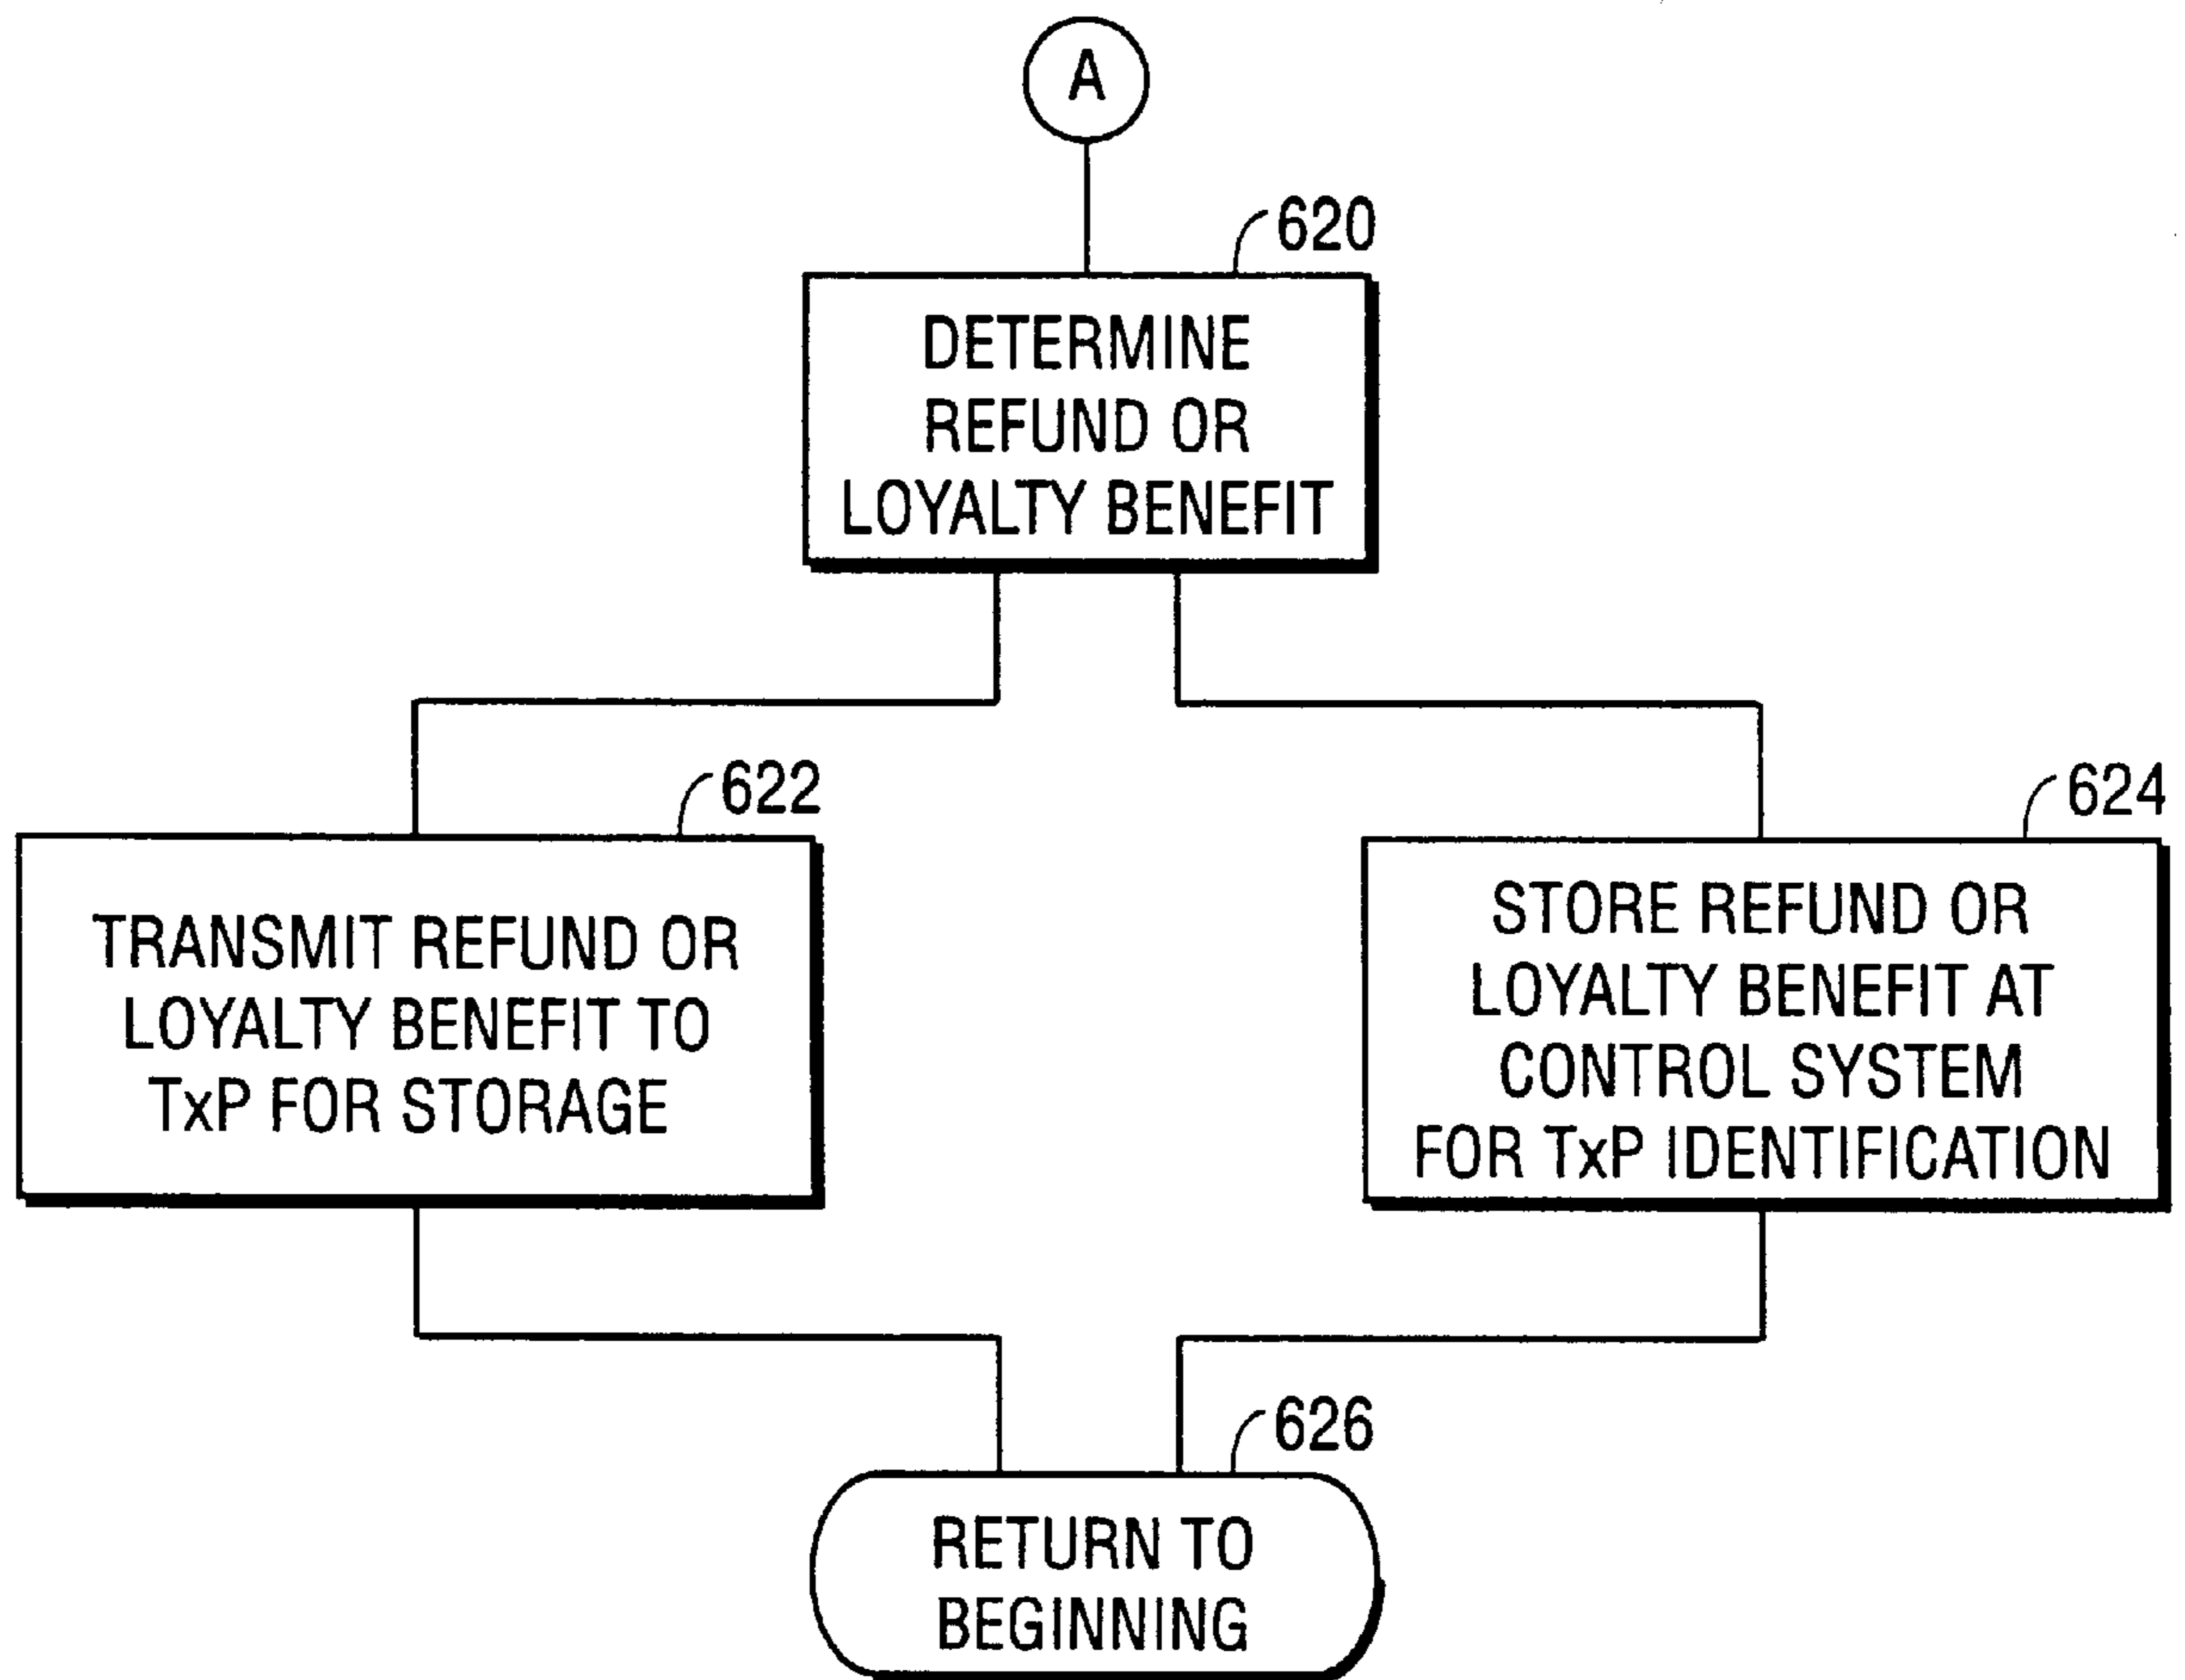 A
620
DETERMINE
REFUND OR
LOYALTY BENEFIT
622
TRANSMIT REFUND OR
LOYALTY BENEFIT TO
TxP FOR STORAGE
624
STORE REFUND OR
LOYALTY BENEFIT AT
CONTROL SYSTEM
FOR TxP IDENTIFICATION
626
RETURN TO
BEGINNING